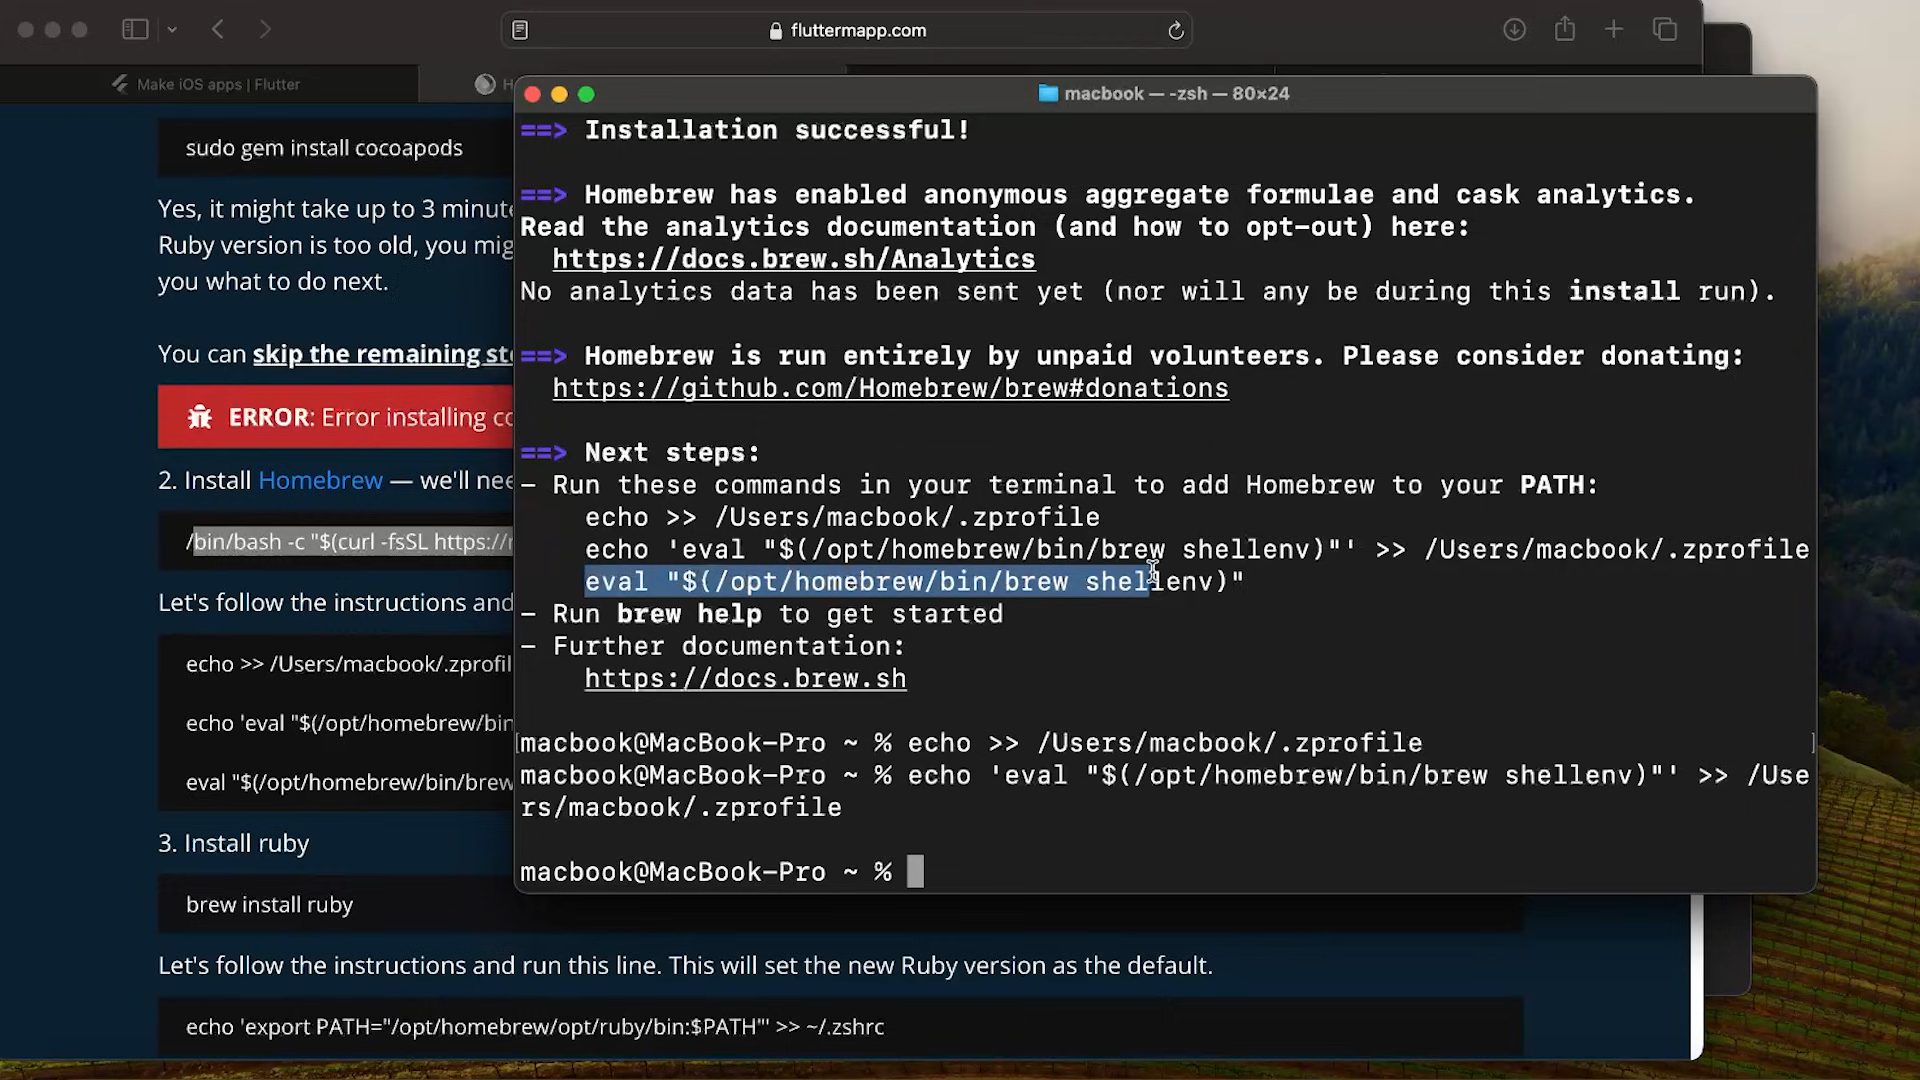 fluttermapp.com
Make iOS apps | Flutter
H
macbook — -zsh — 80×24
sudo gem install cocoapods
Yes, it might take up to 3 minute
Ruby version is too old, you mig
you what to do next.
You can skip the remaining st
ERROR: Error installing co
2. Install Homebrew — we'll nee
/bin/bash -c "$(curl -fsSL https://r
Let's follow the instructions and
echo >> /Users/macbook/.zprofil
echo 'eval "$(/opt/homebrew/bin
eval "$(/opt/homebrew/bin/brew
3. Install ruby
brew install ruby
Let's follow the instructions and run this line. This will set the new Ruby version as the default.
echo 'export PATH="/opt/homebrew/opt/ruby/bin:$PATH"' >> ~/.zshrc
==> Installation successful!
==> Homebrew has enabled anonymous aggregate formulae and cask analytics.
Read the analytics documentation (and how to opt-out) here:
https://docs.brew.sh/Analytics
No analytics data has been sent yet (nor will any be during this install run).
==> Homebrew is run entirely by unpaid volunteers. Please consider donating:
https://github.com/Homebrew/brew#donations
==> Next steps:
- Run these commands in your terminal to add Homebrew to your PATH:
echo >> /Users/macbook/.zprofile
echo 'eval "$(/opt/homebrew/bin/brew shellenv)"' >> /Users/macbook/.zprofile
eval "$(/opt/homebrew/bin/brew shellenv)"
- Run brew help to get started
- Further documentation:
https://docs.brew.sh
[macbook@MacBook-Pro ~ % echo >> /Users/macbook/.zprofile ]
macbook@MacBook-Pro ~ % echo 'eval "$(/opt/homebrew/bin/brew shellenv)"' >> /Use
rs/macbook/.zprofile
macbook@MacBook-Pro ~ %